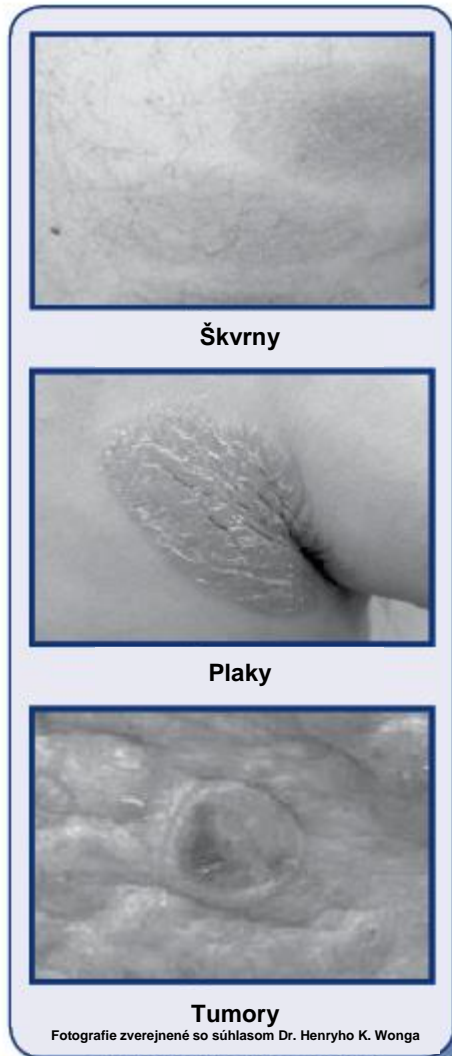 Škvrny
Plaky
Tumory
Fotografie zverejnené so súhlasom Dr. Henryho K. Wonga